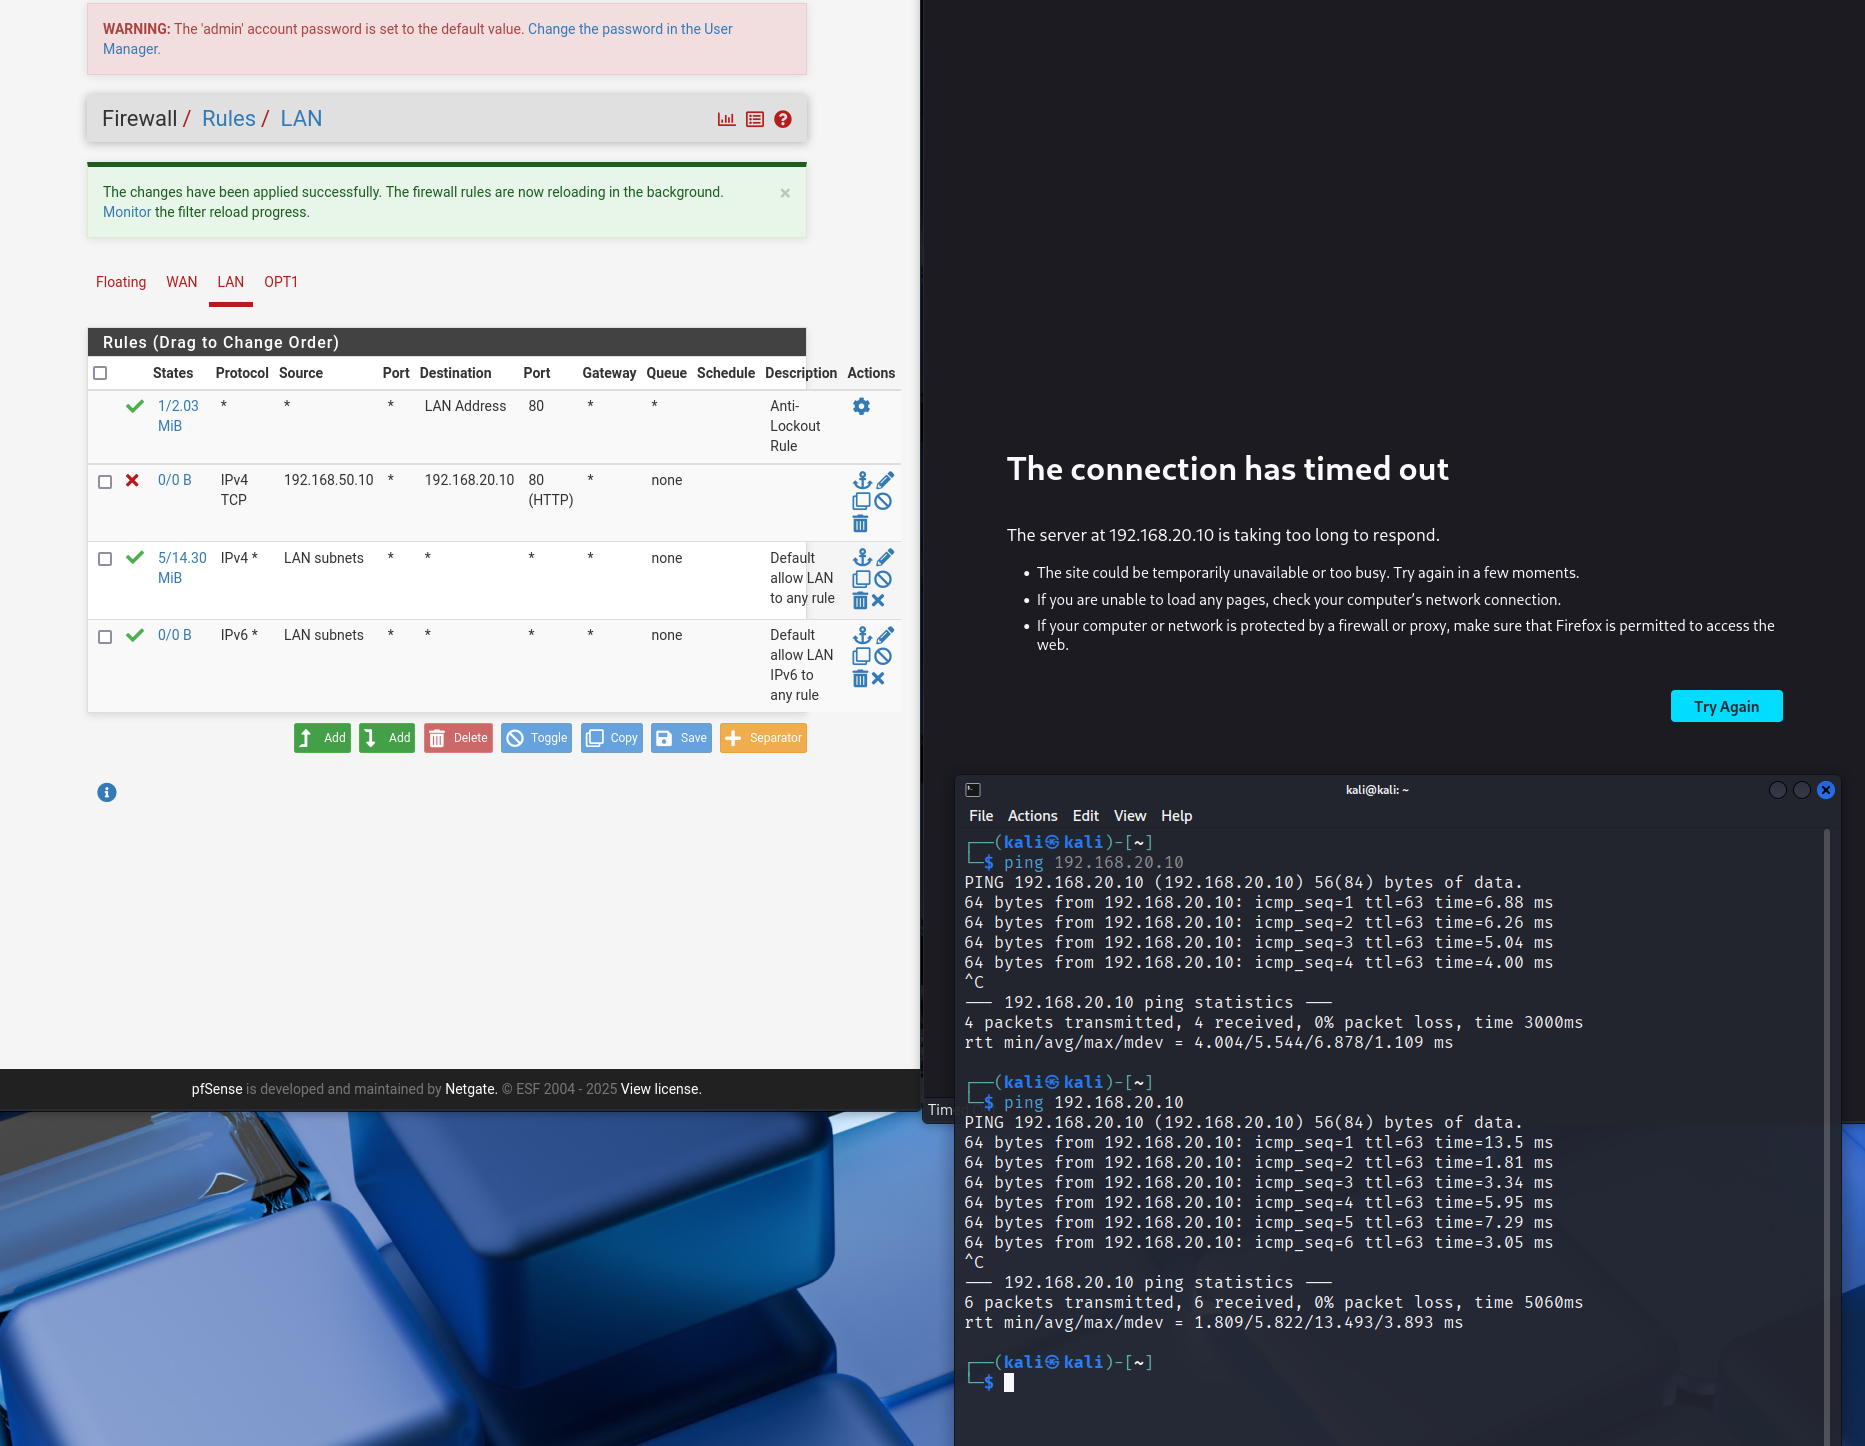 WARNING: The 'admin' account password is set to the default value. Change the password in the User
Manager.
Firewall / Rules / LAN
The changes have been applied successfully. The firewall rules are now reloading in the background.
Monitor the filter reload progress.
×
Floating WAN LAN OPT1
Rules (Drag to Change Order)
States Protocol Source Port Destination Port Gateway Queue Schedule Description Actions
1/2.03 * * * LAN Address 80 * * Anti-
MiB Lockout
Rule
0/0 B IPv4 192.168.50.10 * 192.168.20.10 80 * none
TCP (HTTP)
5/14.30 IPv4 * LAN subnets * * * * none Default
MiB allow LAN
to any rule
0/0 B IPv6 * LAN subnets * * * * none Default
allow LAN
IPv6 to
any rule
Add Add Delete Toggle Copy Save Separator
pfSense is developed and maintained by Netgate. © ESF 2004 - 2025 View license.
The connection has timed out
The server at 192.168.20.10 is taking too long to respond.
• The site could be temporarily unavailable or too busy. Try again in a few moments.
• If you are unable to load any pages, check your computer’s network connection.
• If your computer or network is protected by a firewall or proxy, make sure that Firefox is permitted to access the
web.
Try Again
kali@kali: ~
File Actions Edit View Help
┌──(kali㉿kali)-[~]
└─$ ping 192.168.20.10
PING 192.168.20.10 (192.168.20.10) 56(84) bytes of data.
64 bytes from 192.168.20.10: icmp_seq=1 ttl=63 time=6.88 ms
64 bytes from 192.168.20.10: icmp_seq=2 ttl=63 time=6.26 ms
64 bytes from 192.168.20.10: icmp_seq=3 ttl=63 time=5.04 ms
64 bytes from 192.168.20.10: icmp_seq=4 ttl=63 time=4.00 ms
^C
--- 192.168.20.10 ping statistics ---
4 packets transmitted, 4 received, 0% packet loss, time 3000ms
rtt min/avg/max/mdev = 4.004/5.544/6.878/1.109 ms
┌──(kali㉿kali)-[~]
└─$ ping 192.168.20.10
PING 192.168.20.10 (192.168.20.10) 56(84) bytes of data.
64 bytes from 192.168.20.10: icmp_seq=1 ttl=63 time=13.5 ms
64 bytes from 192.168.20.10: icmp_seq=2 ttl=63 time=1.81 ms
64 bytes from 192.168.20.10: icmp_seq=3 ttl=63 time=3.34 ms
64 bytes from 192.168.20.10: icmp_seq=4 ttl=63 time=5.95 ms
64 bytes from 192.168.20.10: icmp_seq=5 ttl=63 time=7.29 ms
64 bytes from 192.168.20.10: icmp_seq=6 ttl=63 time=3.05 ms
^C
--- 192.168.20.10 ping statistics ---
6 packets transmitted, 6 received, 0% packet loss, time 5060ms
rtt min/avg/max/mdev = 1.809/5.822/13.493/3.893 ms
┌──(kali㉿kali)-[~]
└─$